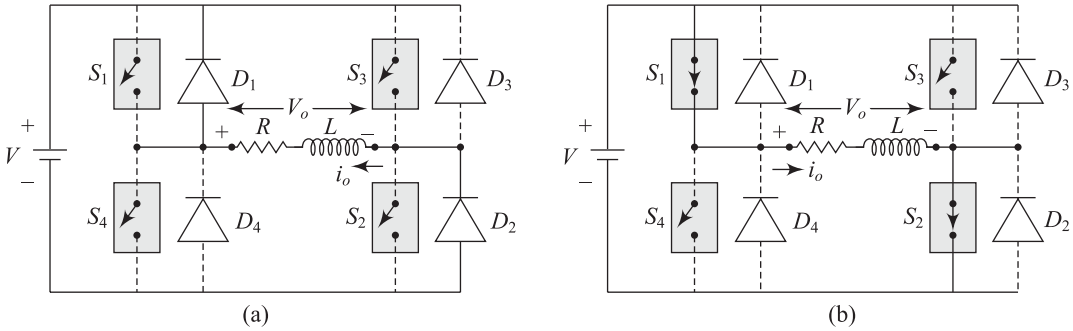 S1 D1 S3 D3
Vo
+ R L −
+ V −
io
S4 D4 S2 D2
(a)
S1 D1 S3 D3
Vo
+ R L −
+ V −
io
S4 D4 S2 D2
(b)